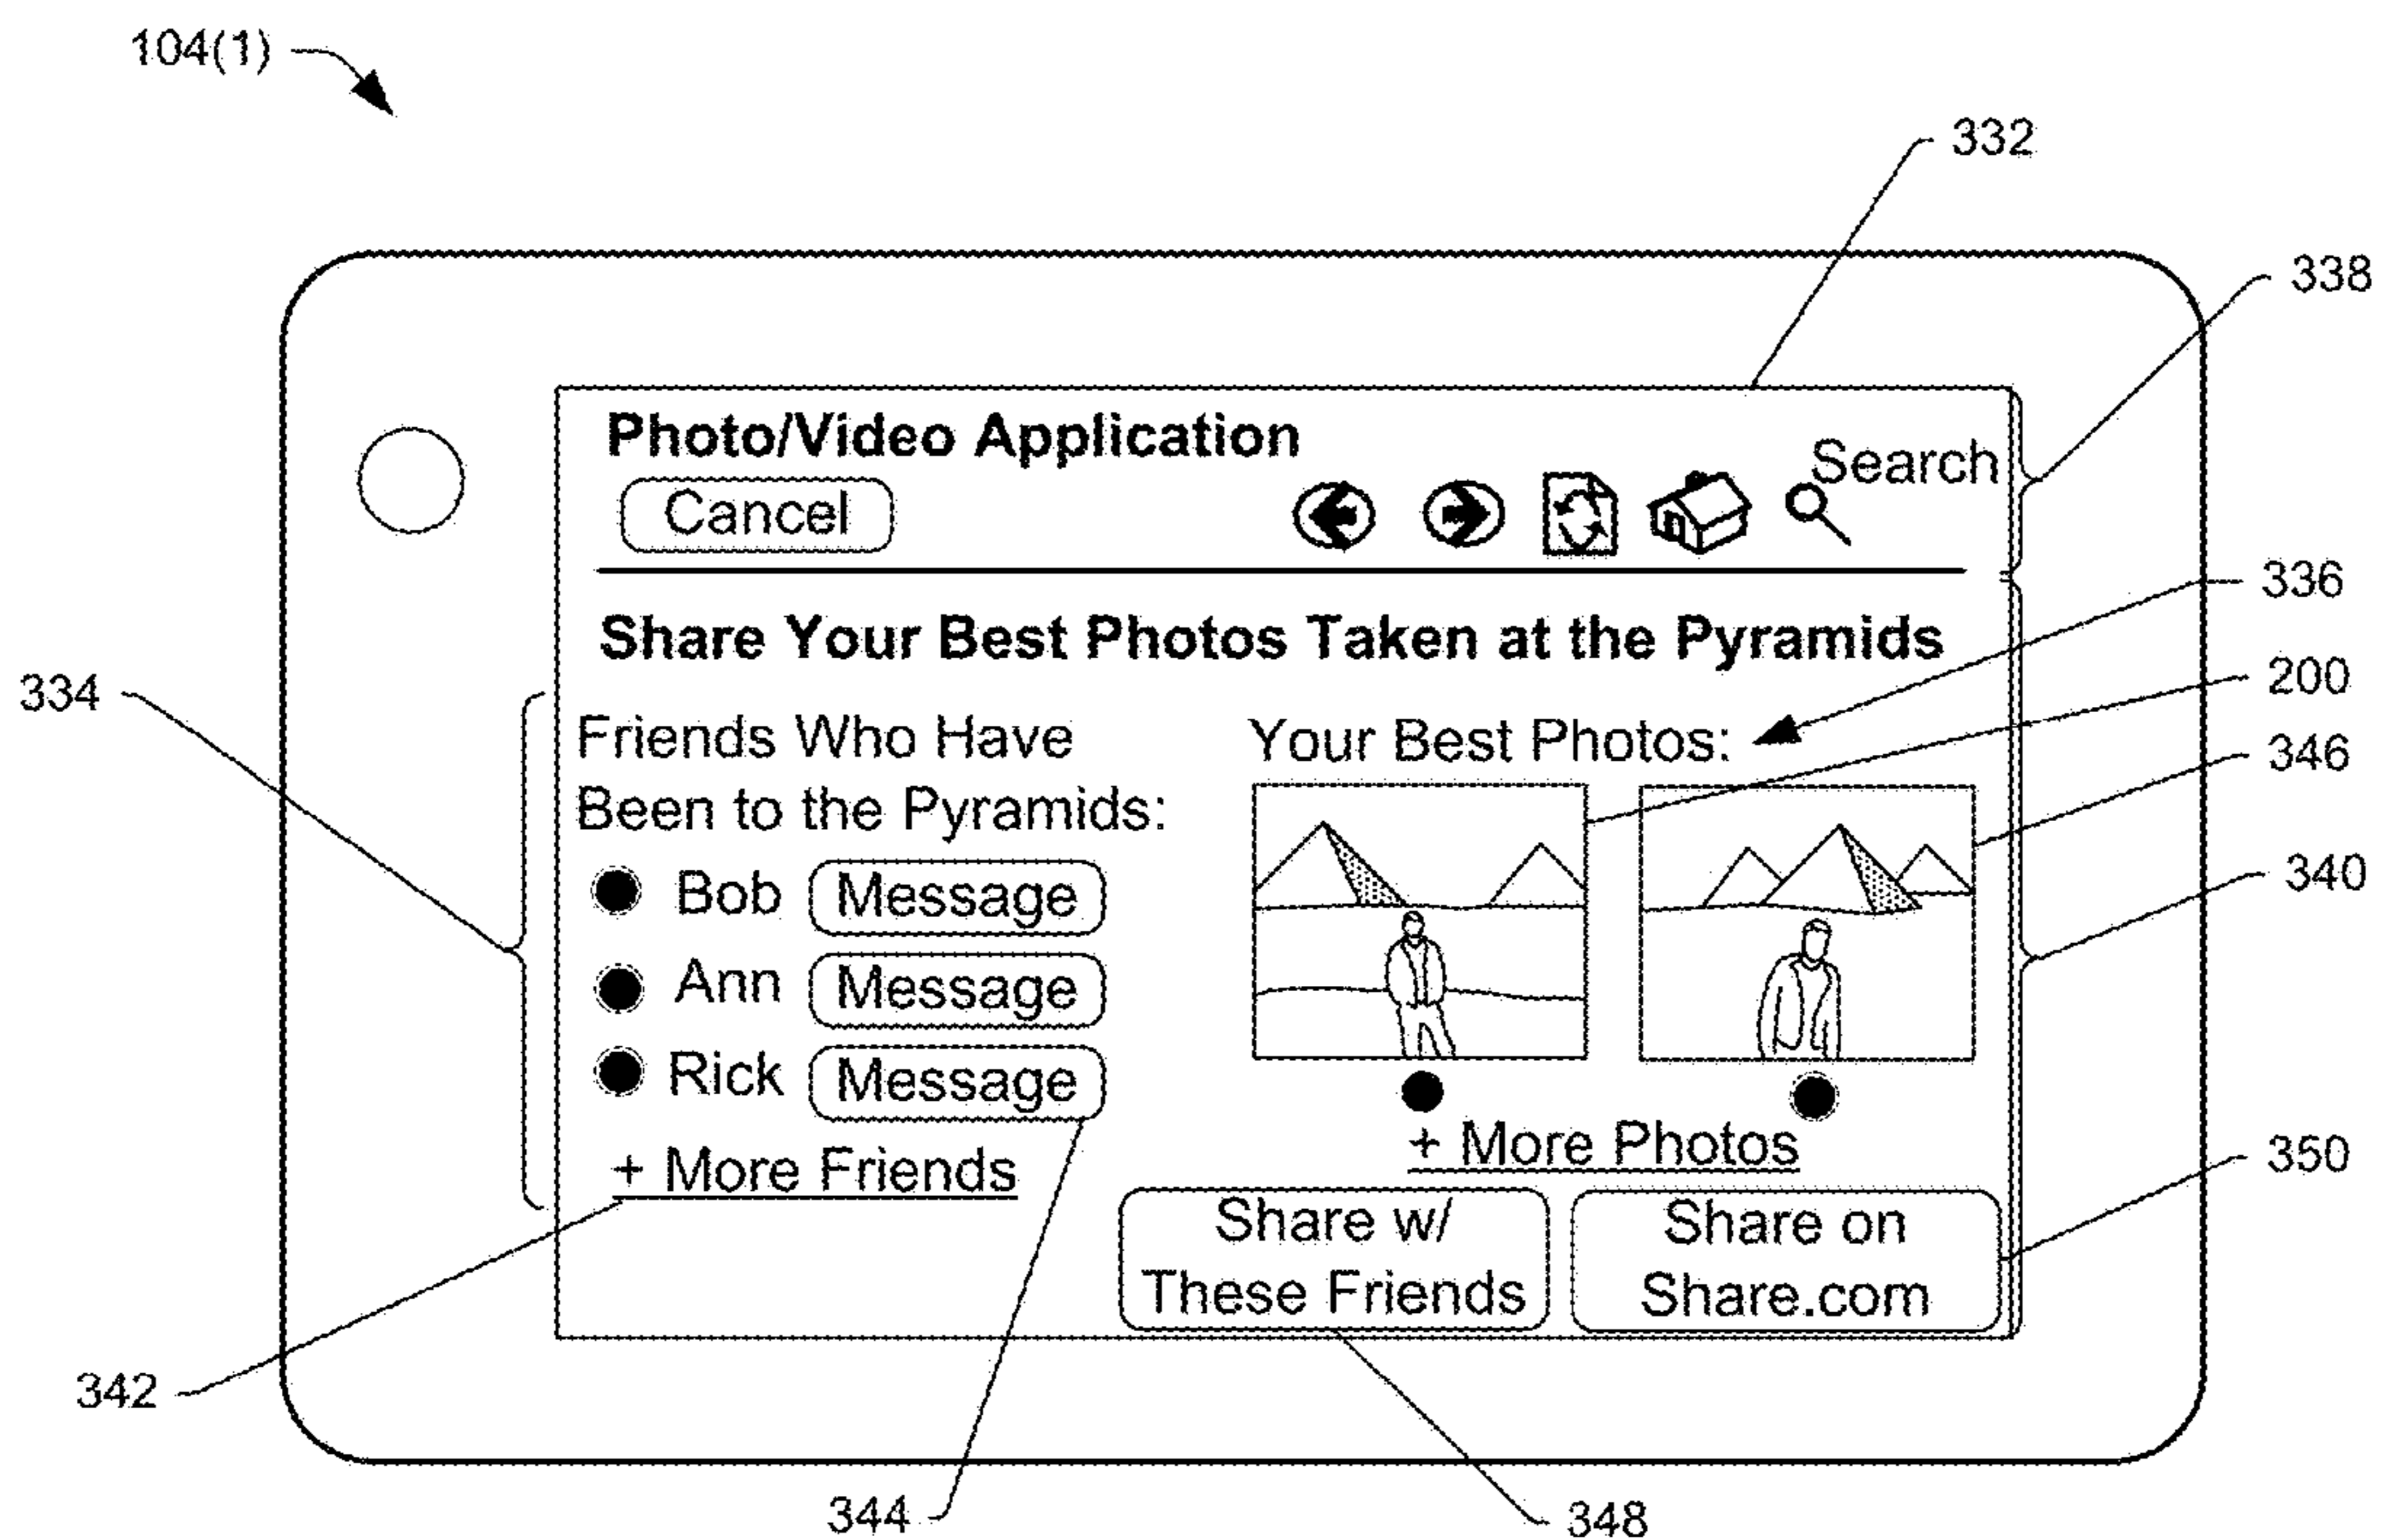 104(1)
332
338
Photo/Video Application
Search
Cancel
336
Share Your Best Photos Taken at the Pyramids
200
334
Friends Who Have
Been to the Pyramids:
Your Best Photos:
346
340
Bob Message
Ann Message
Rick Message
+ More Friends
+ More Photos
350
Share w/
These Friends
Share on
Share.com
342
344
348